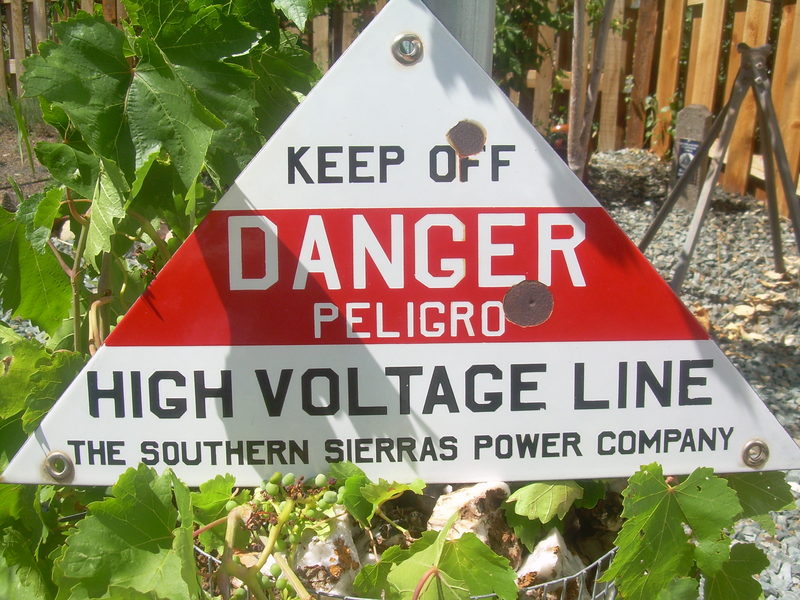 KEEP OFF
DANGER
PELIGRO
HIGH VOLTAGE LINE
THE SOUTHERN SIERRAS POWER COMPANY